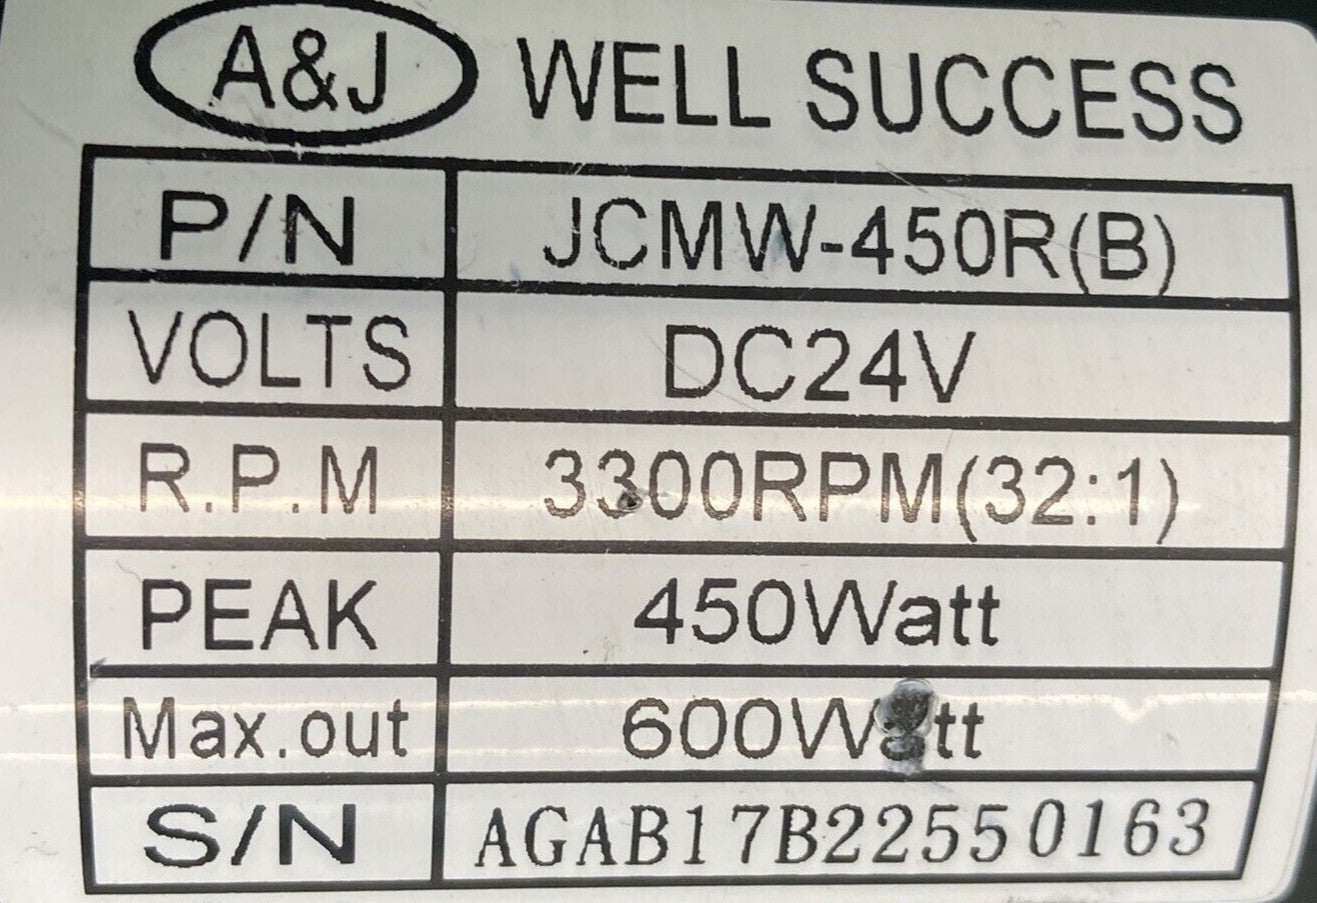 A&J WELL SUCCESS
P/N JCMW-450R(B)
VOLTS DC24V
R.P.M 3300RPM(32:1)
PEAK 450Watt
Max.out 600Watt
S/N AGAB17B22550163